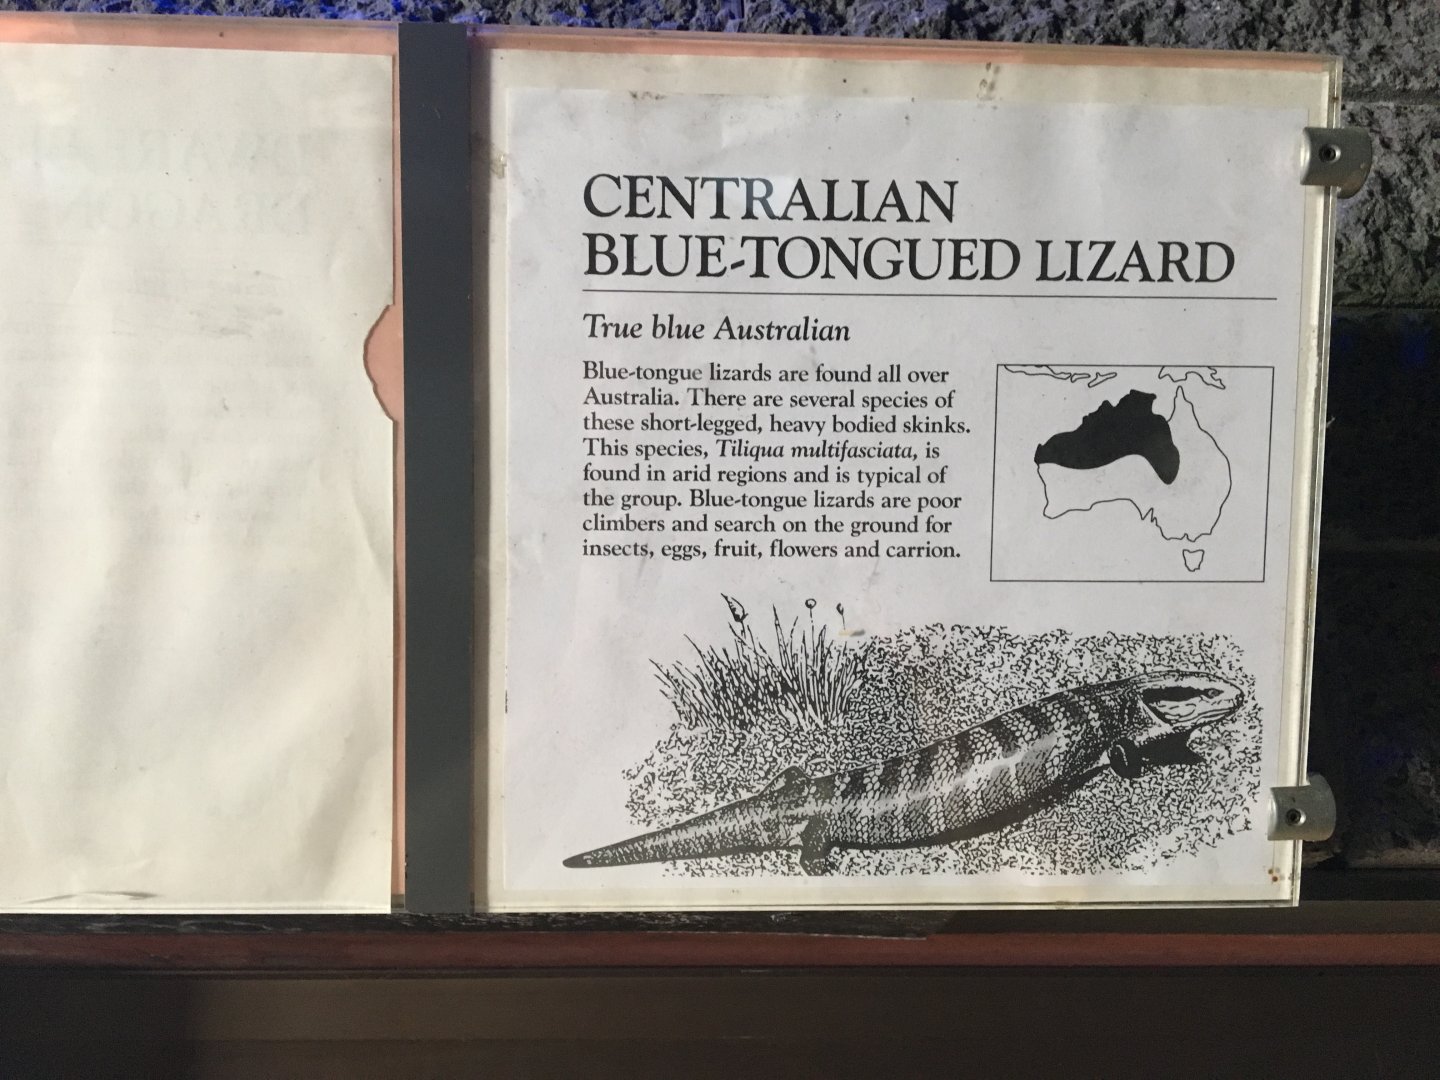 CENTRALIAN
BLUE-TONGUED LIZARD
True blue Australian
Blue-tongue lizards are found all over
Australia. There are several species of
these short-legged, heavy bodied skinks.
This species, Tiliqua multifasciata, is
found in arid regions and is typical of
the group. Blue-tongue lizards are poor
climbers and search on the ground for
insects, eggs, fruit, flowers and carrion.